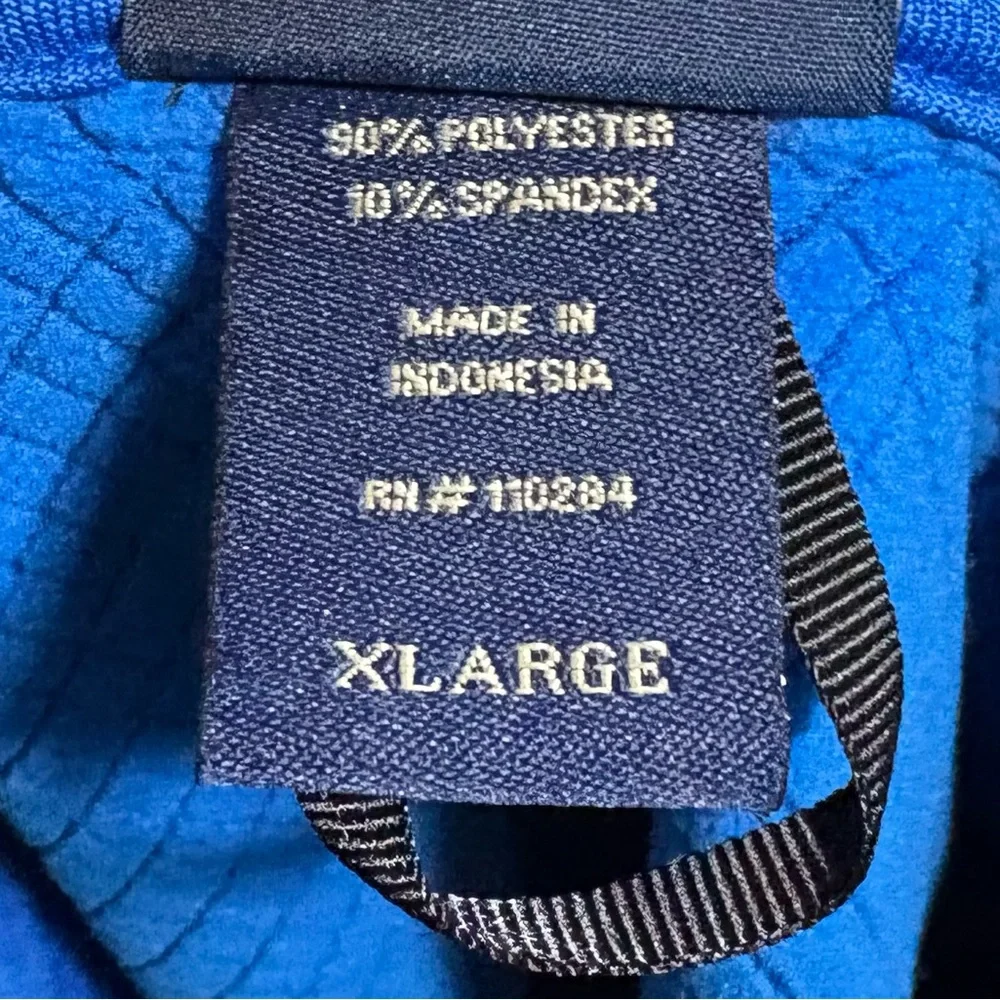 90% POLYESTER
10% SPANDEX
MADE IN
INDONESIA
RN# 110284
XLARGE